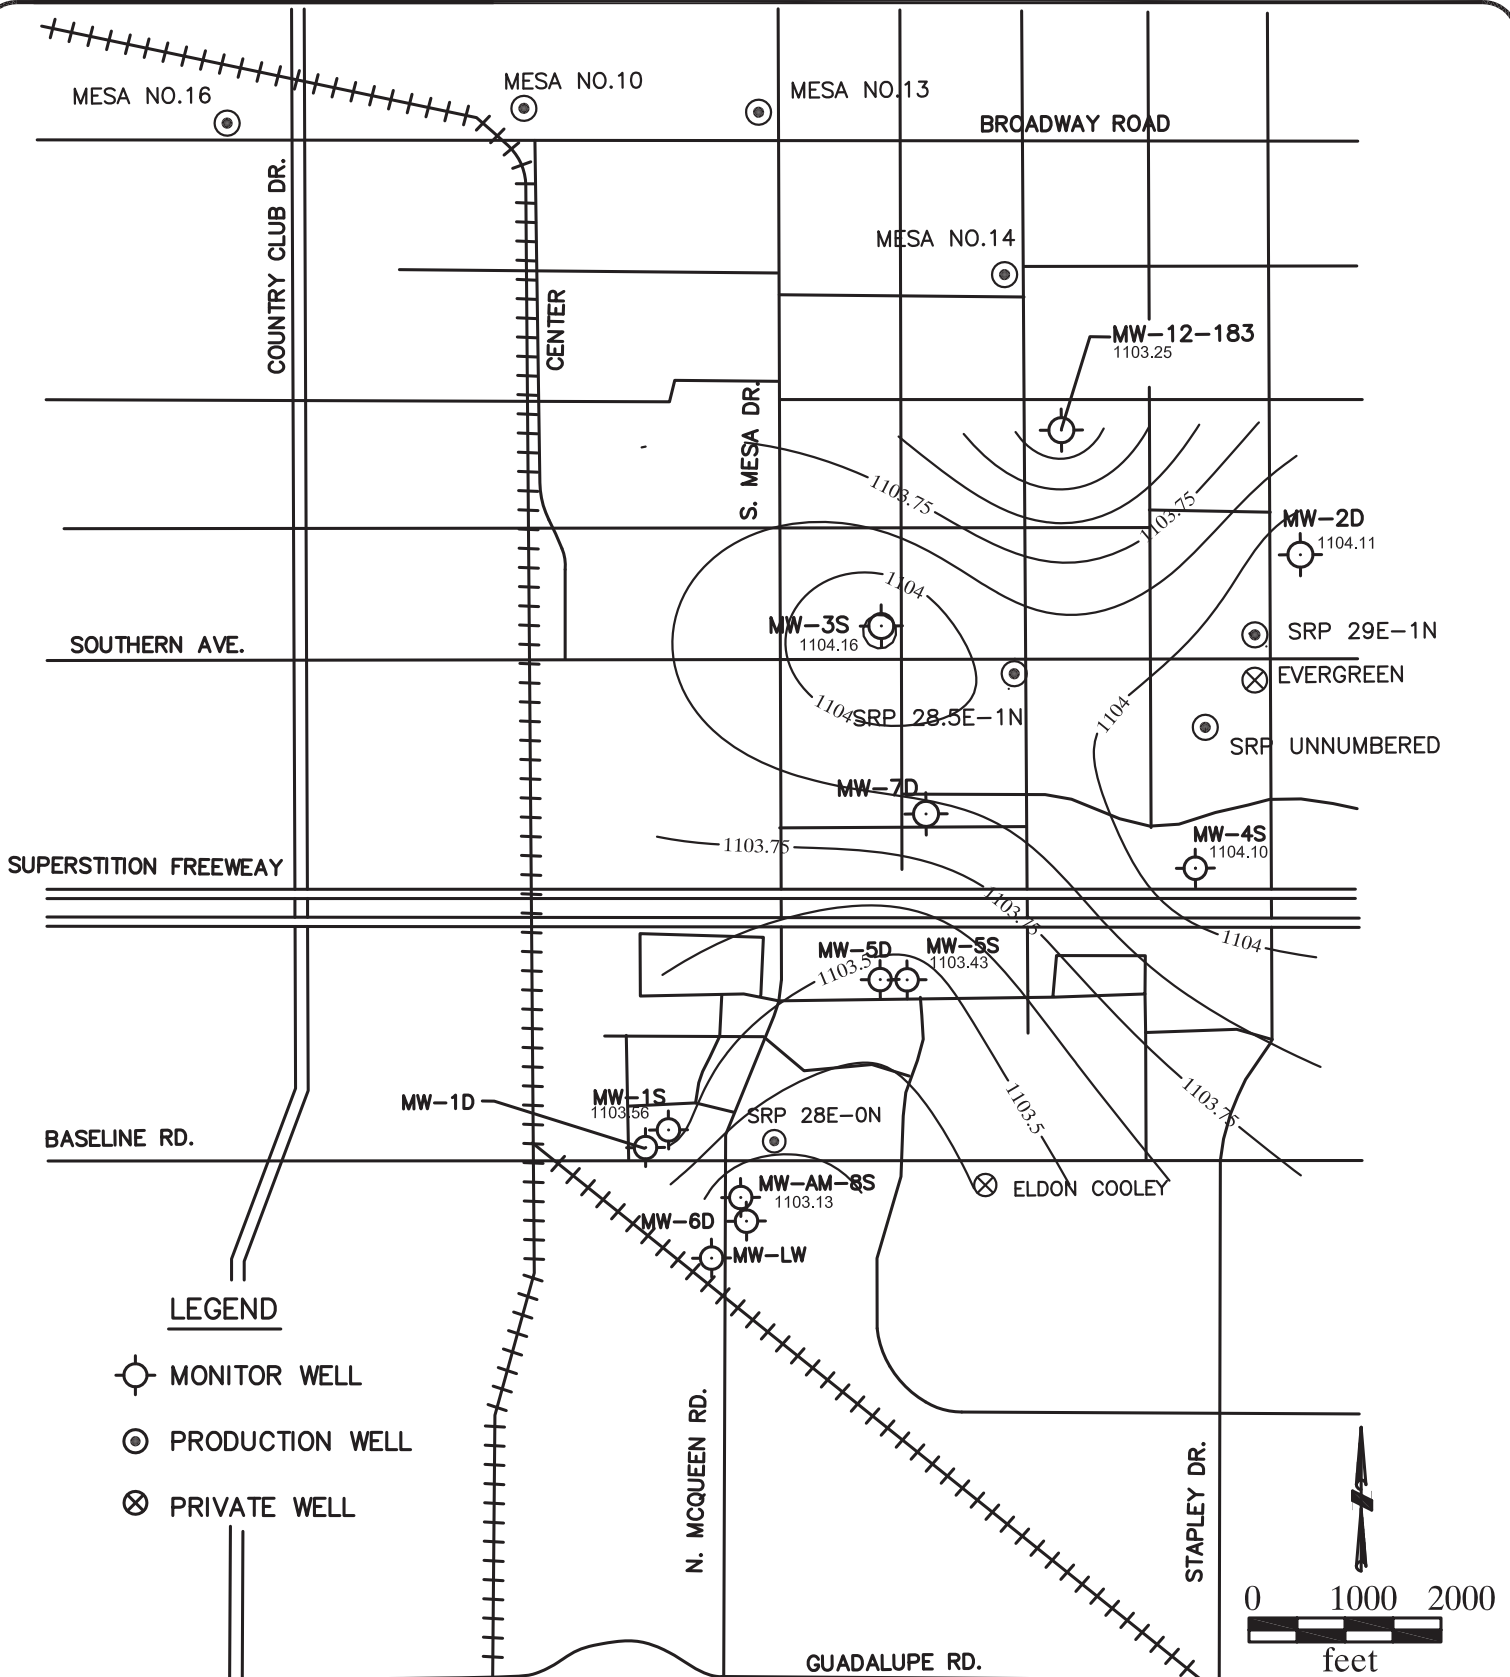 MESA NO.16
MESA NO.10
MESA NO.13
BROADWAY ROAD
COUNTRY CLUB DR.
MESA NO.14
CENTER
MW-12-183
1103.25
S. MESA DR.
1103.75
1103.75
MW-2D
1104.11
1104
MW-3S
1104.16
SRP 29E-1N
SOUTHERN AVE.
EVERGREEN
1104
SRP 28.5E-1N
1104
SRP UNNUMBERED
MW-7D
MW-4S
1104.10
1103.75
SUPERSTITION FREEWAY
1103.75
1104
MW-5D
MW-5S
1103.43
1103.5
MW-1D
MW-1S
1103.56
1103.5
1103.75
SRP 28E-0N
BASELINE RD.
MW-AM-8S
1103.13
ELDON COOLEY
MW-6D
MW-LW
LEGEND
MONITOR WELL
PRODUCTION WELL
PRIVATE WELL
N. MCQUEEN RD.
STAPLEY DR.
0 1000 2000
feet
GUADALUPE RD.